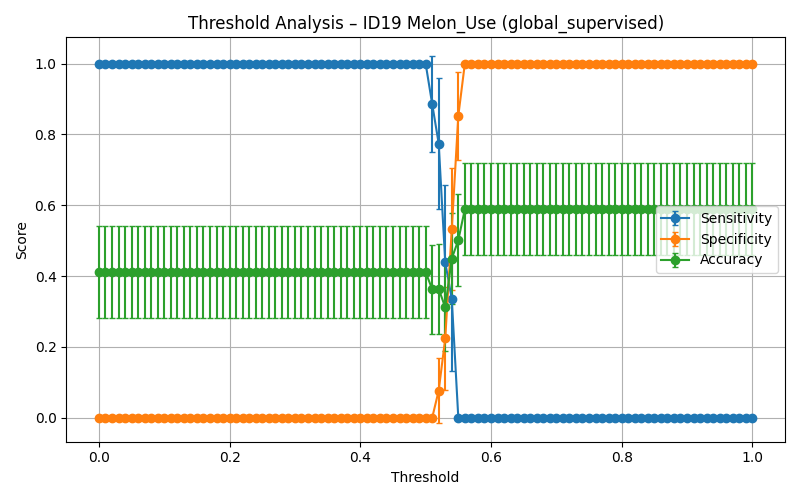 Threshold Analysis – ID19 Melon_Use (global_supervised)
1.0
0.8
0.6
0.4
0.2
0.0
Score
Sensitivity
Specificity
Accuracy
0.0 0.2 0.4 0.6 0.8 1.0
Threshold